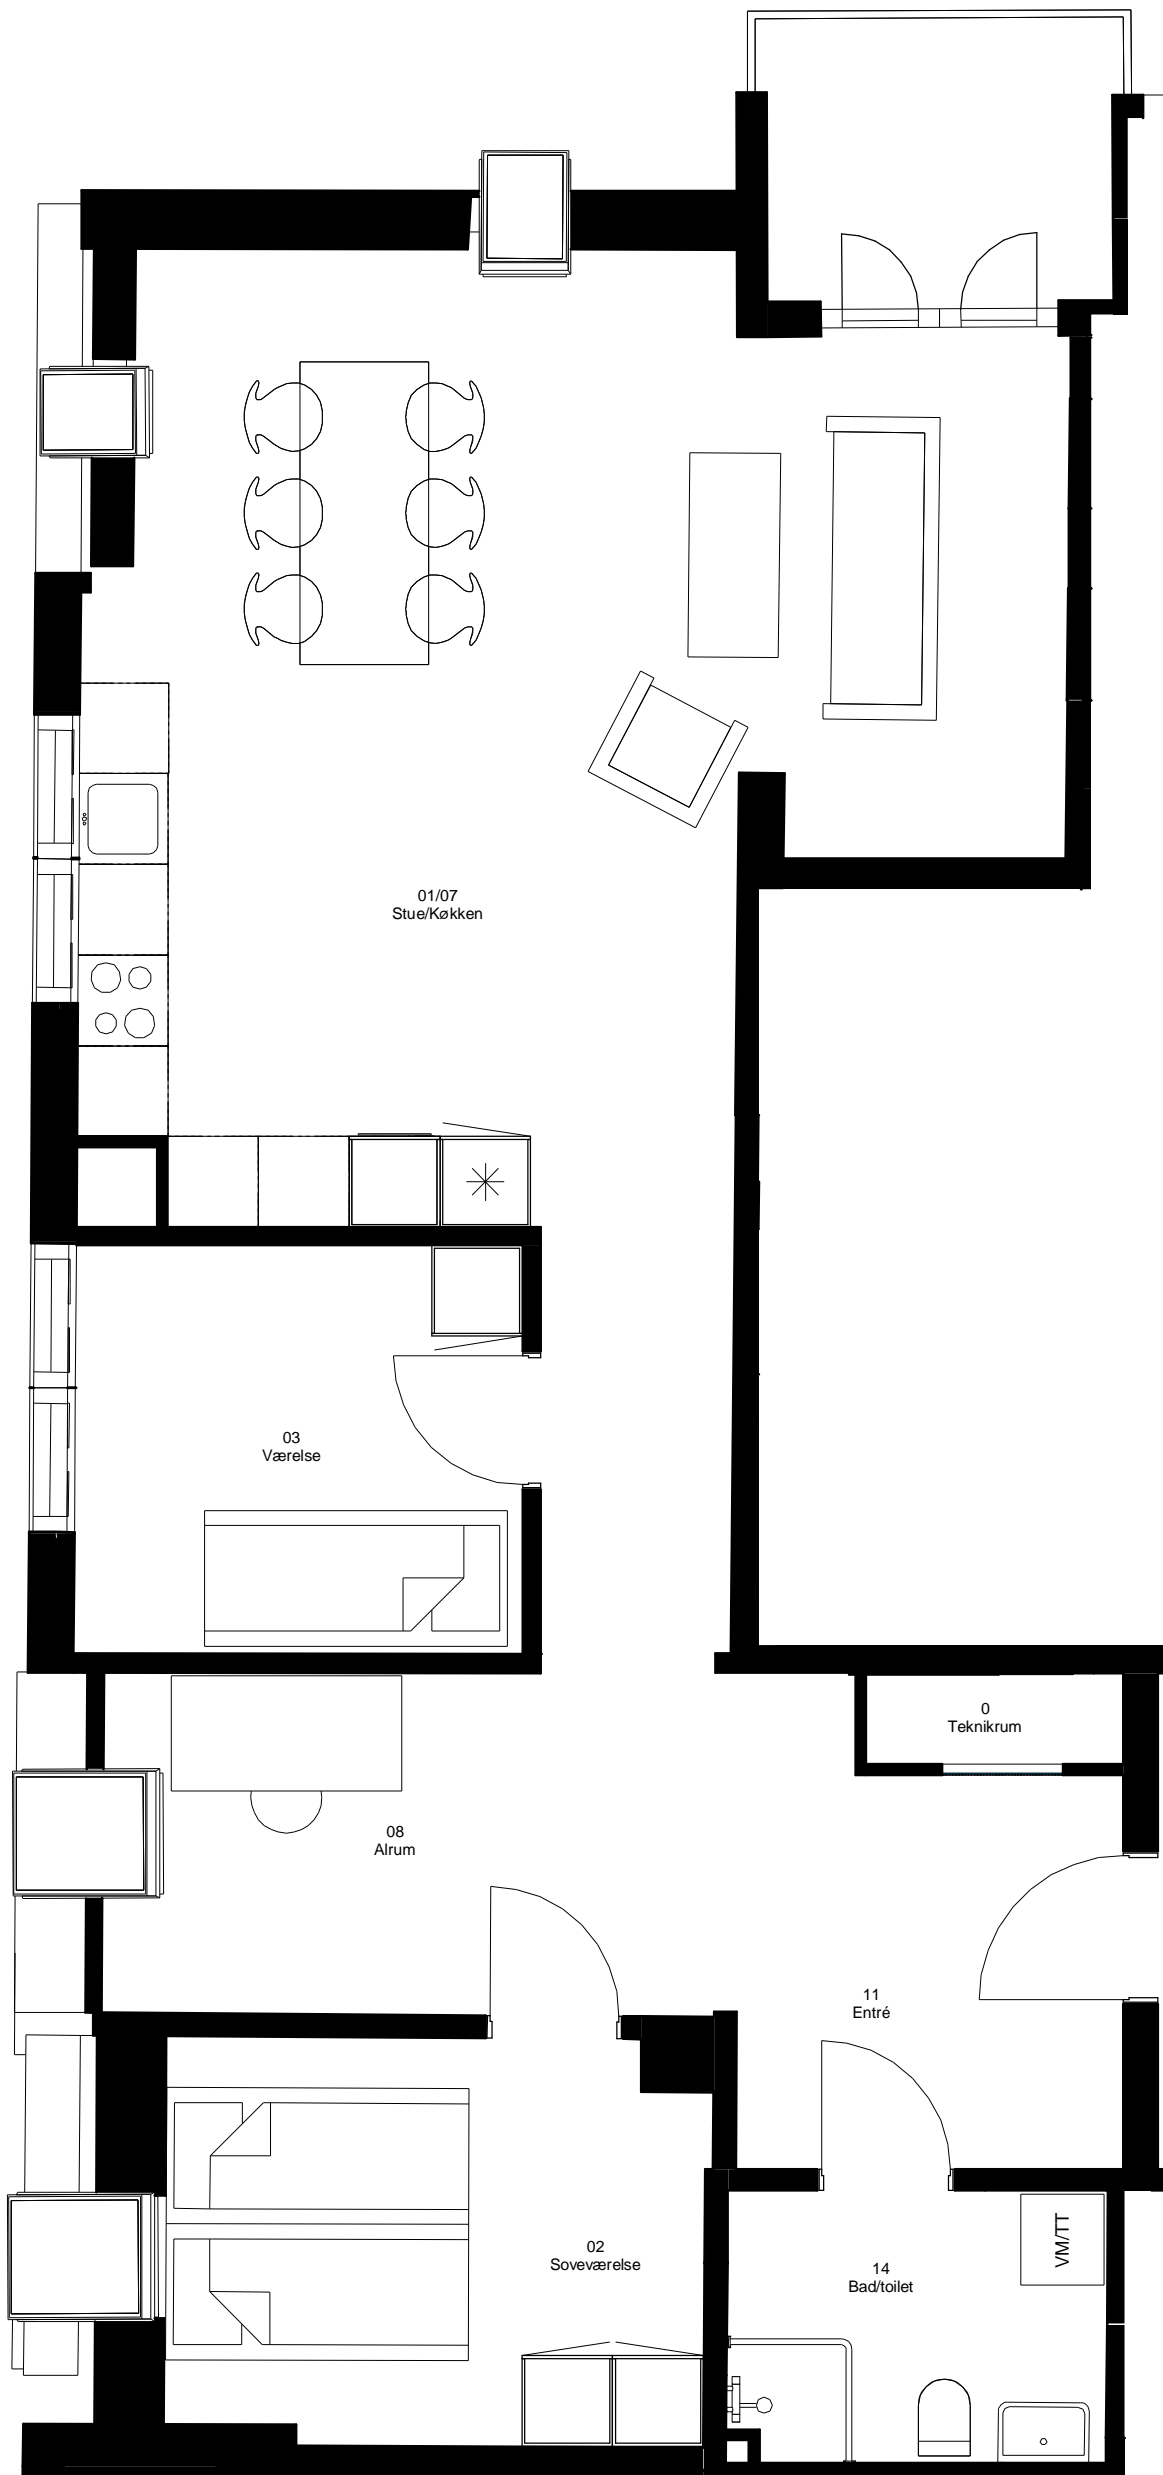 01/07
Stue/Køkken
03
Værelse
0
Teknikrum
08
Alrum
11
Entré
02
Soveværelse
14
Bad/toilet
VM/TT